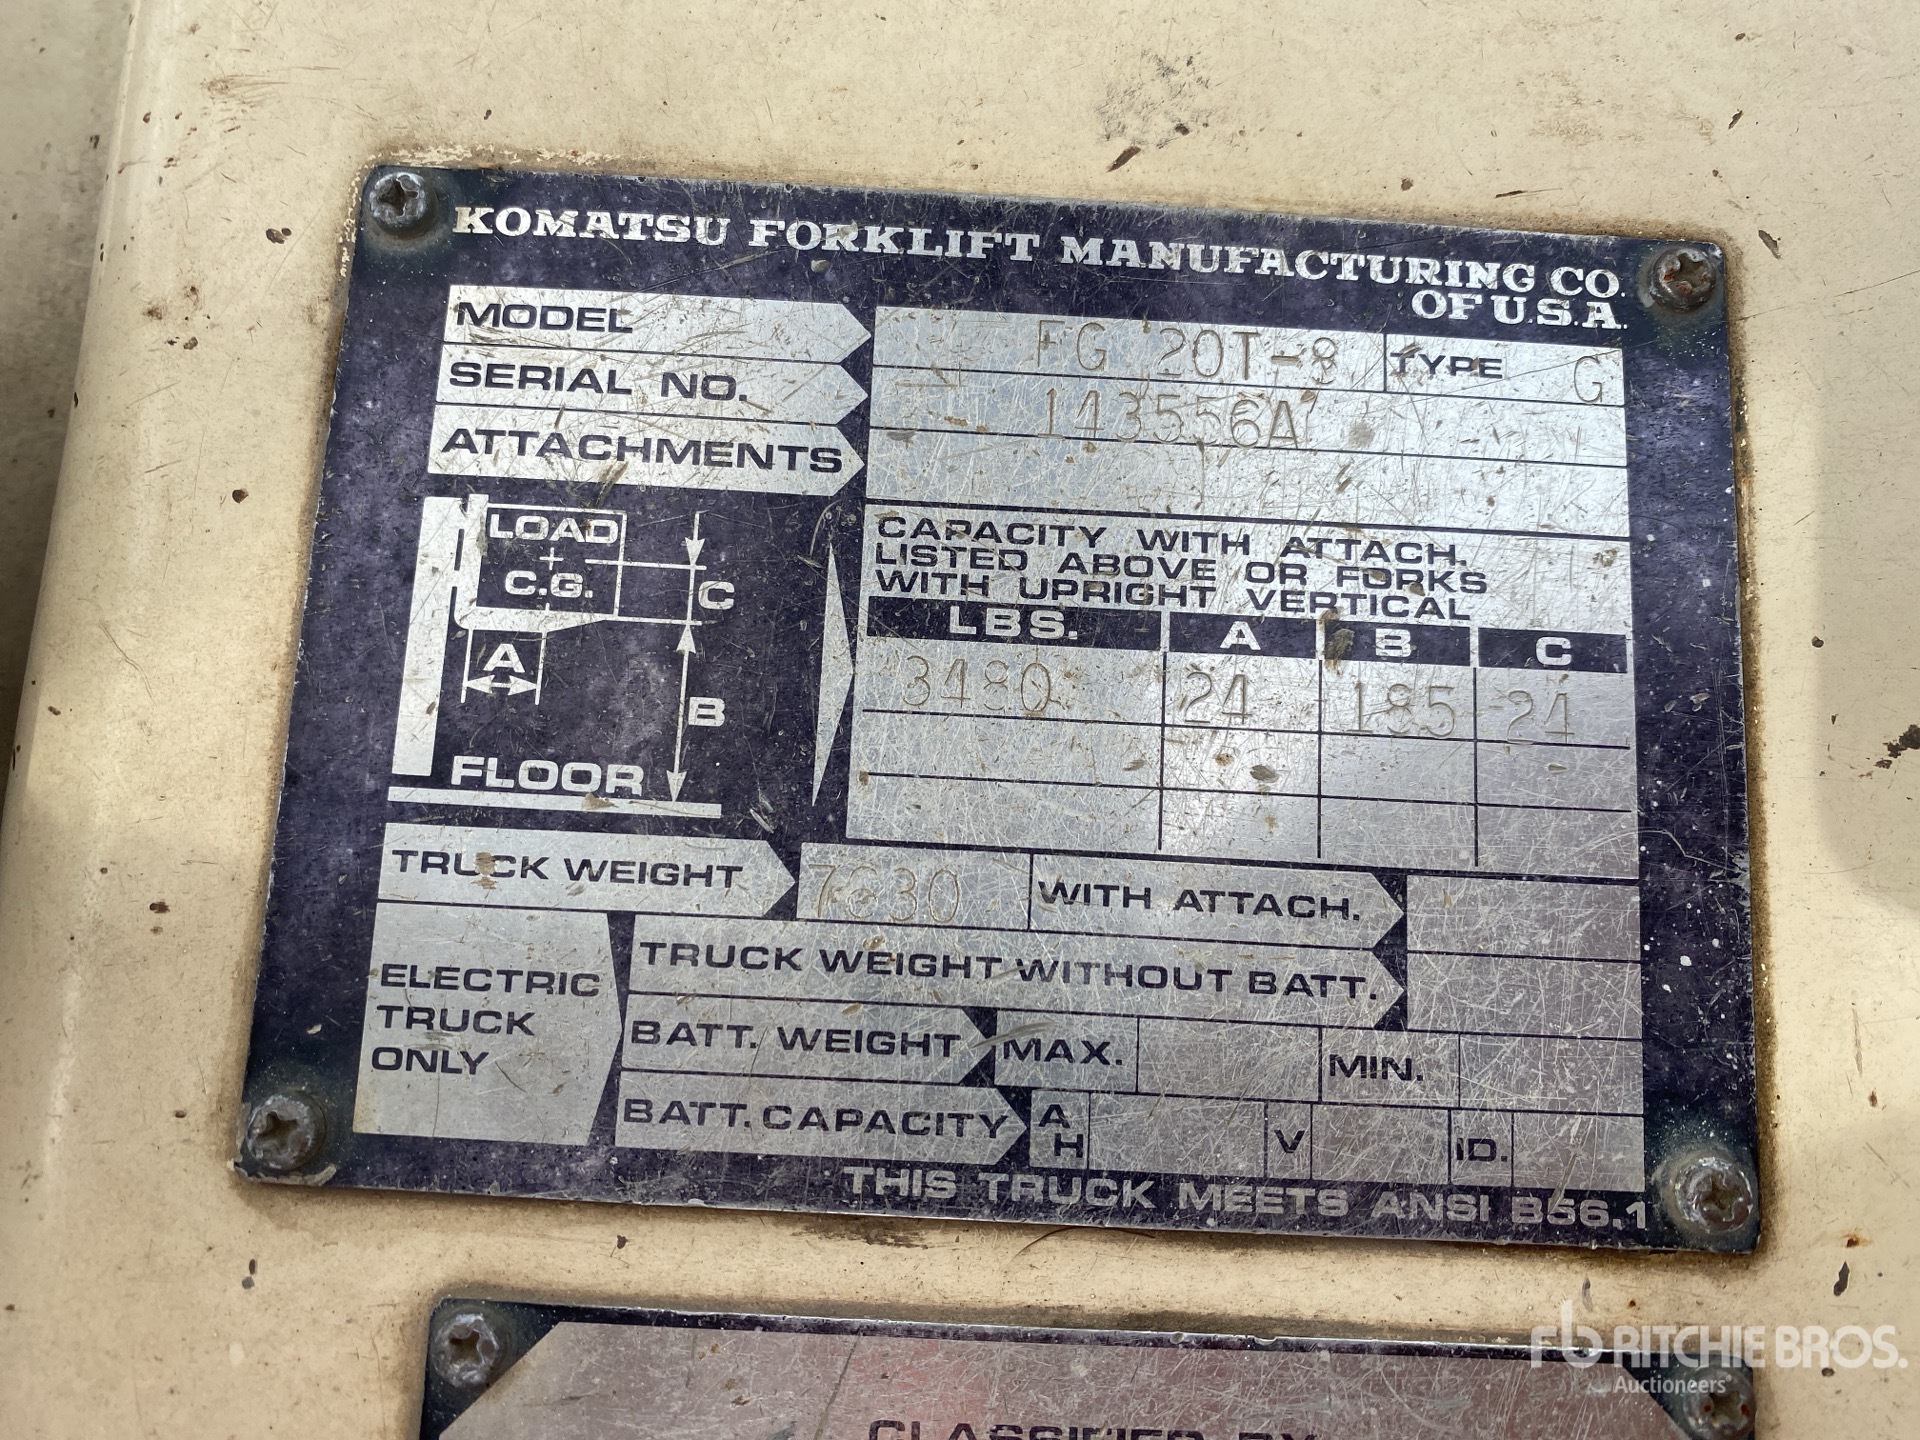 KOMATSU FORKLIFT MANUFACTURING CO.
OF U.S.A.
MODEL FG 20T-8 TYPE G
SERIAL NO. 143556A
ATTACHMENTS
LOAD
+
C.G.
C
A
B
FLOOR
CAPACITY WITH ATTACH.
LISTED ABOVE OR FORKS
WITH UPRIGHT VERTICAL
LBS. A B C
3480 24 185 24
TRUCK WEIGHT 7630 WITH ATTACH.
ELECTRIC
TRUCK
ONLY
TRUCK WEIGHT WITHOUT BATT.
BATT. WEIGHT MAX. MIN.
BATT. CAPACITY AH V ID.
THIS TRUCK MEETS ANSI B56.1
CLASSIFIED BY
rb RITCHIE BROS.
Auctioneers